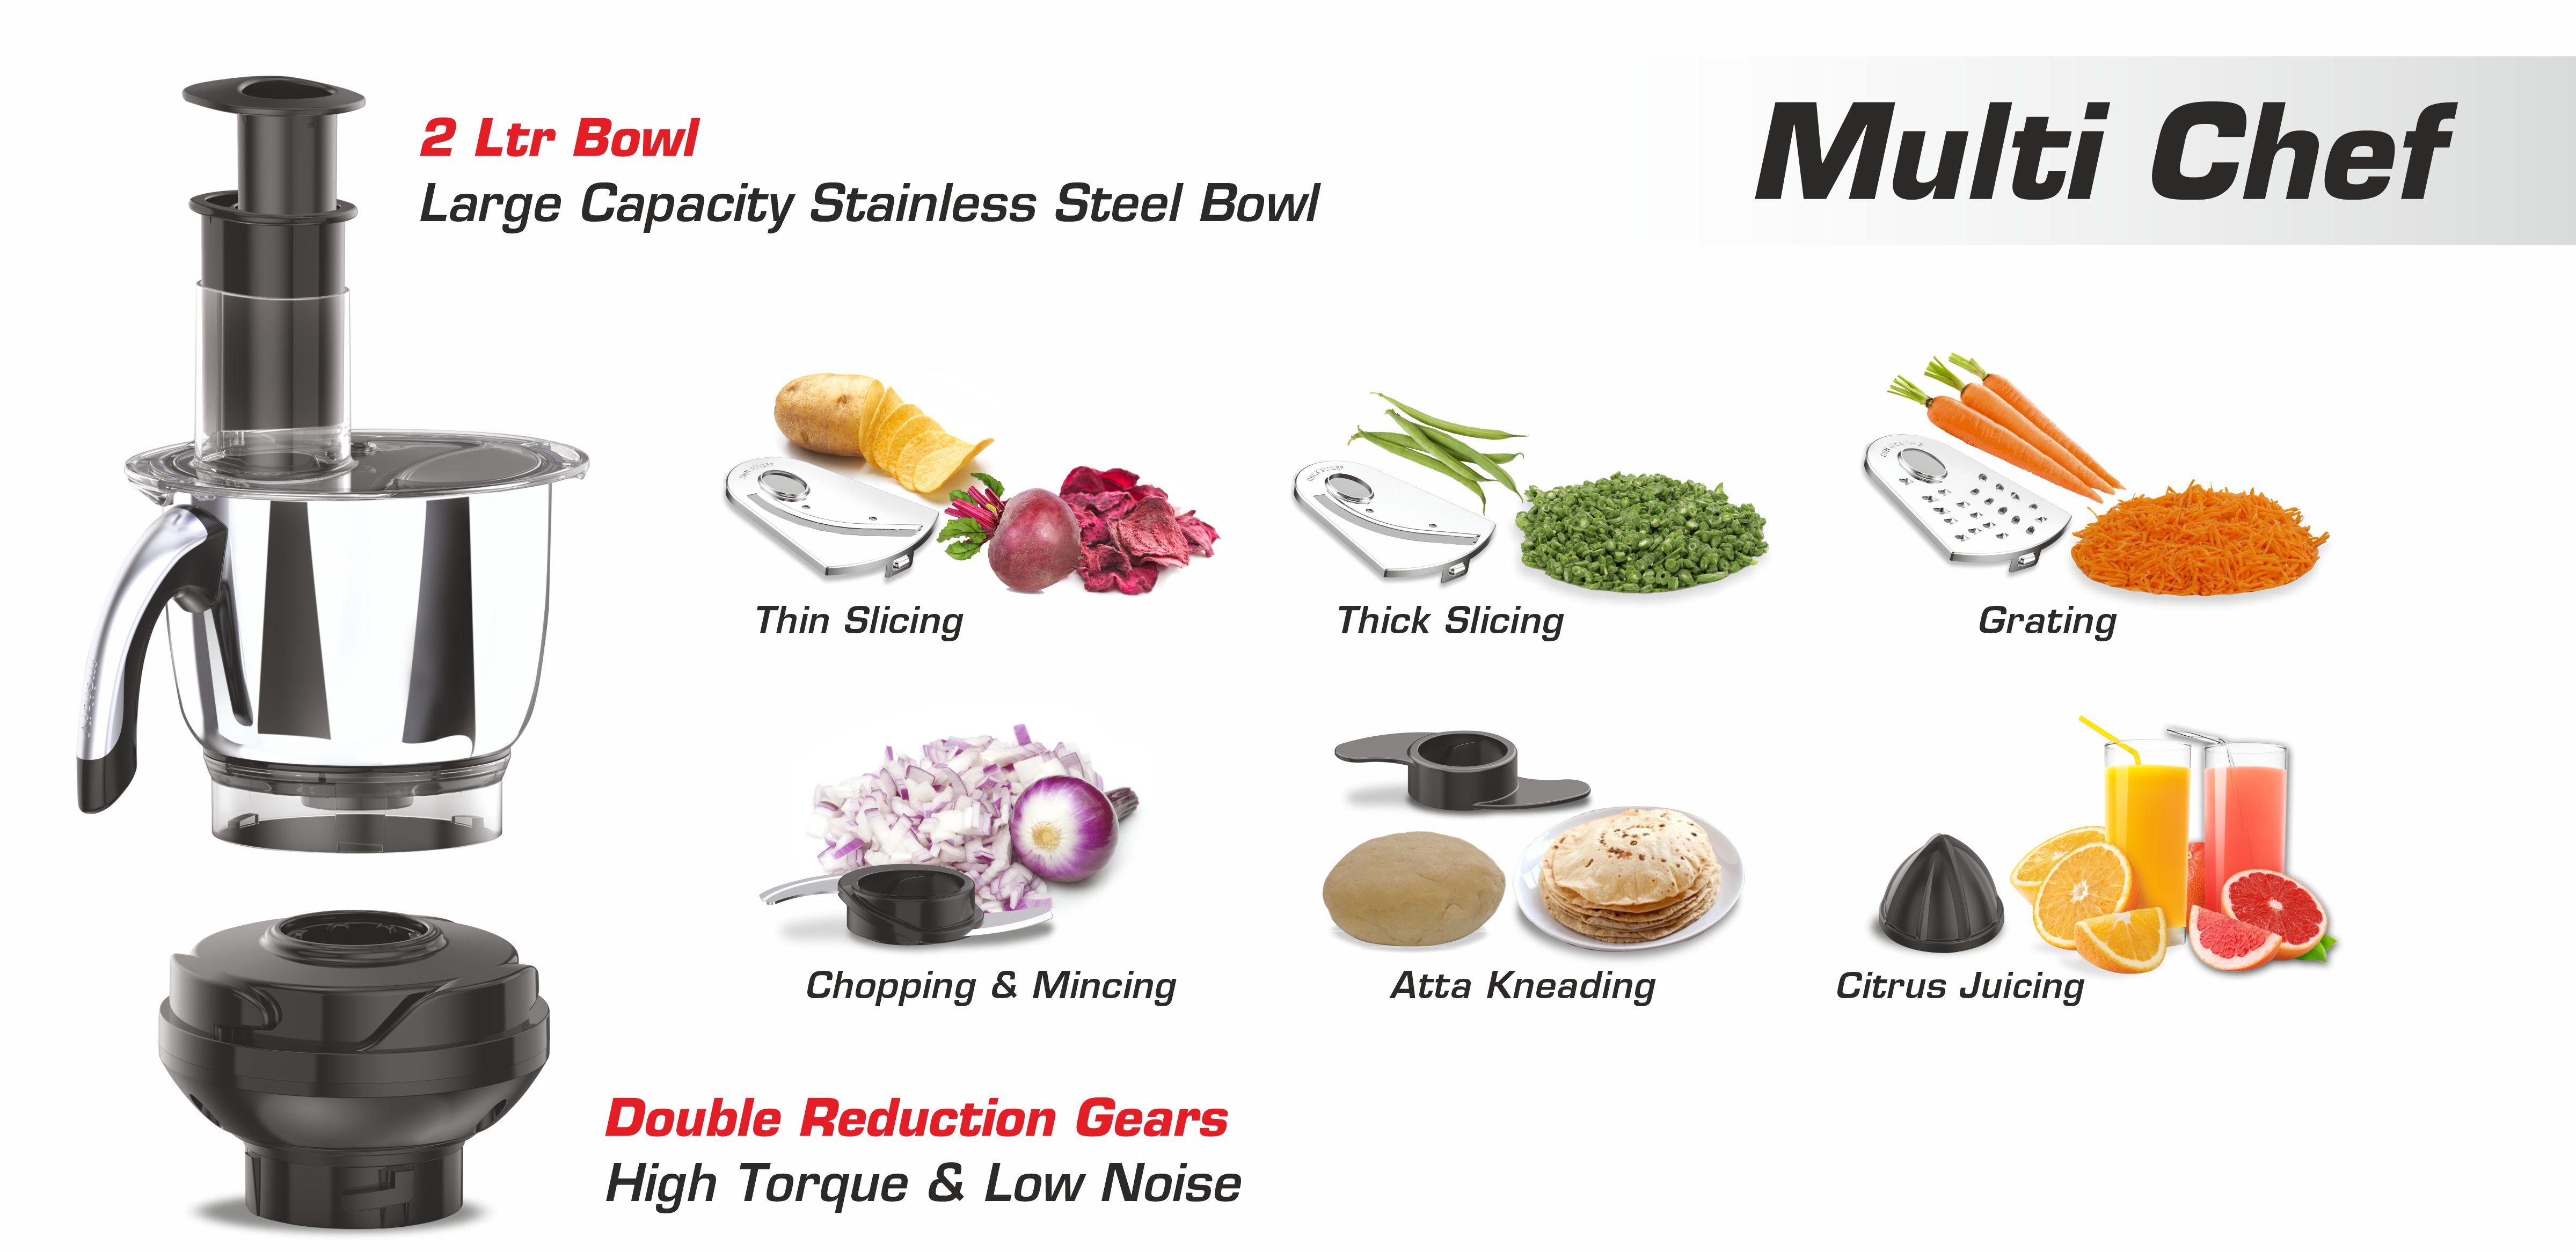 Multi Chef
2 Ltr Bowl
Large Capacity Stainless Steel Bowl
Thin Slicing
Thick Slicing
Grating
Chopping & Mincing
Atta Kneading
Citrus Juicing
Double Reduction Gears
High Torque & Low Noise